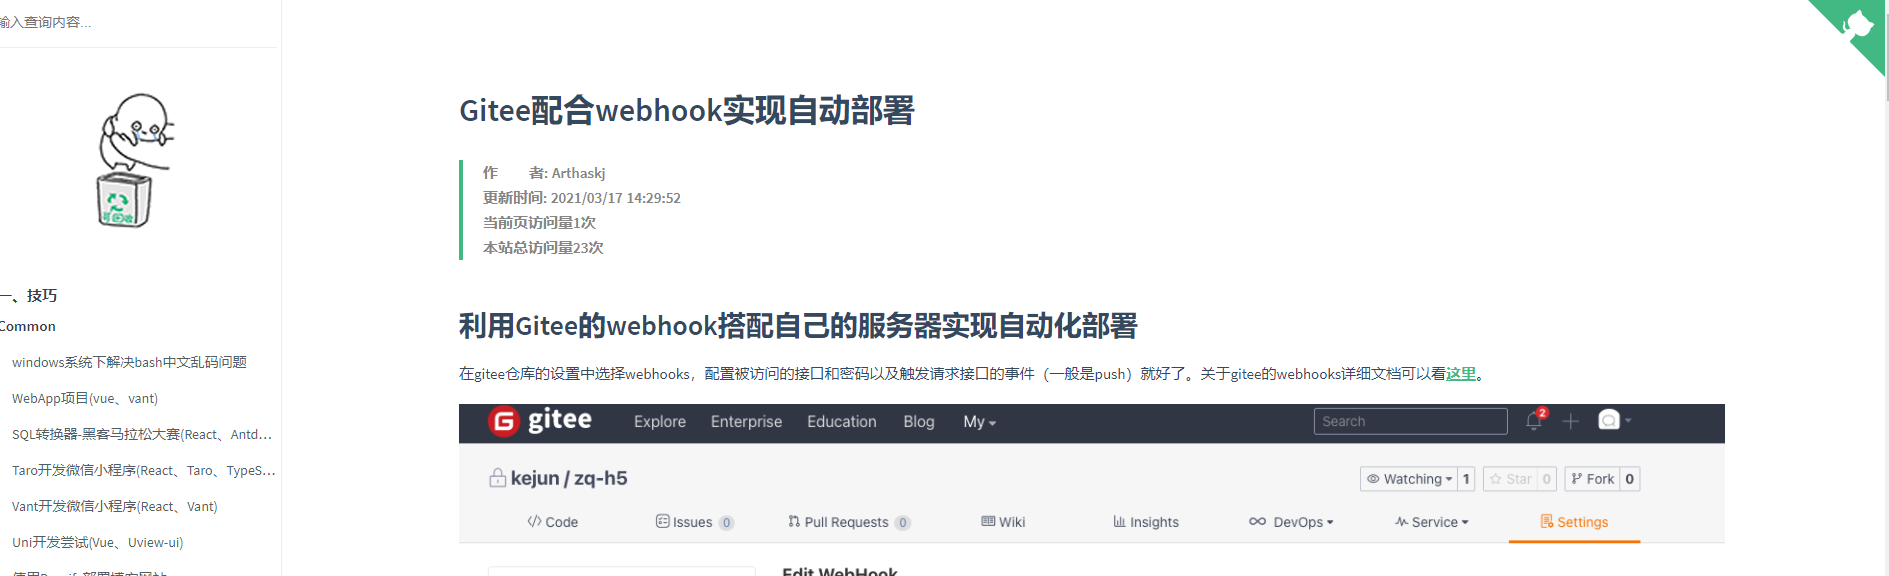 输入查询内容...
可回收
一、技巧
Common
windows系统下解决bash中文乱码问题
WebApp项目(vue、vant)
SQL转换器-黑客马拉松大赛(React、Antd...
Taro开发微信小程序(React、Taro、TypeS...
Vant开发微信小程序(React、Vant)
Uni开发尝试(Vue、Uview-ui)
Gitee配合webhook实现自动部署
作 者: Arthaskj
更新时间: 2021/03/17 14:29:52
当前页访问量1次
本站总访问量23次
利用Gitee的webhook搭配自己的服务器实现自动化部署
在gitee仓库的设置中选择webhooks，配置被访问的接口和密码以及触发请求接口的事件（一般是push）就好了。关于gitee的webhooks详细文档可以看这里。
G gitee Explore Enterprise Education Blog My Search 2
kejun / zq-h5 Watching 1 Star 0 Fork 0
Code Issues 0 Pull Requests 0 Wiki Insights DevOps Service Settings
Edit WebHook